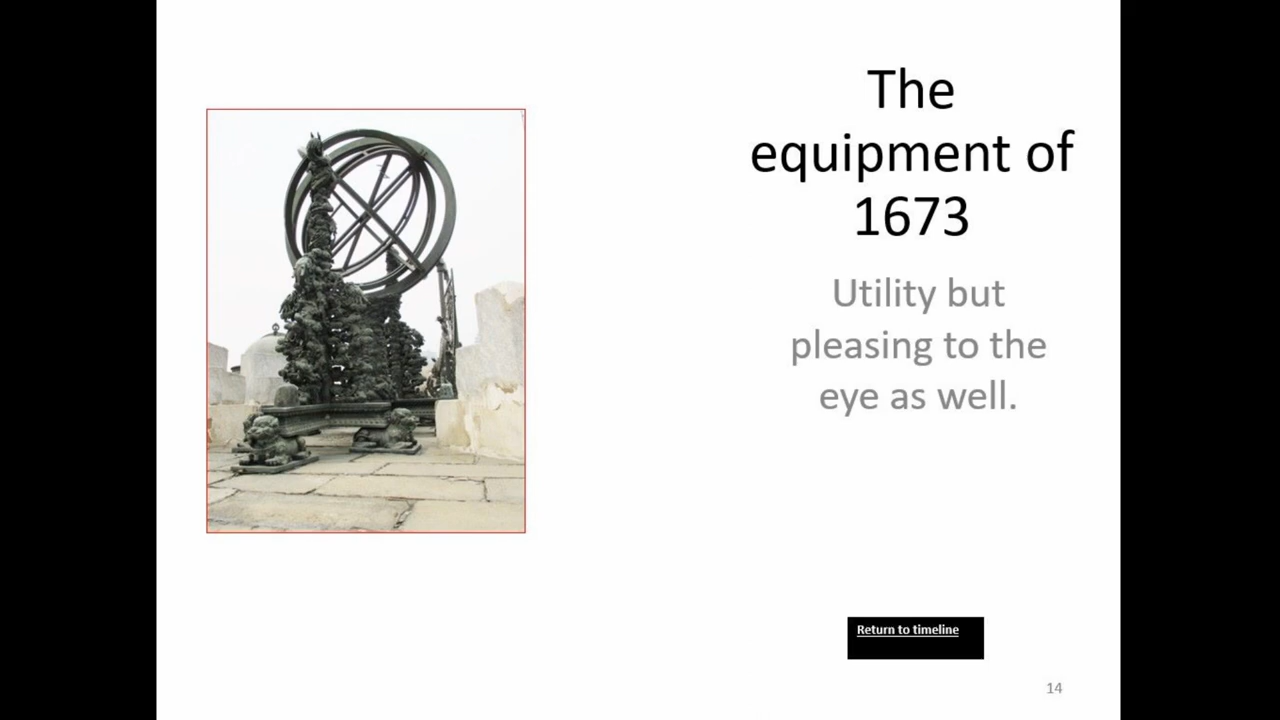 The
equipment of
1673
Utility but
pleasing to the
eye as well.
Return to timeline
14